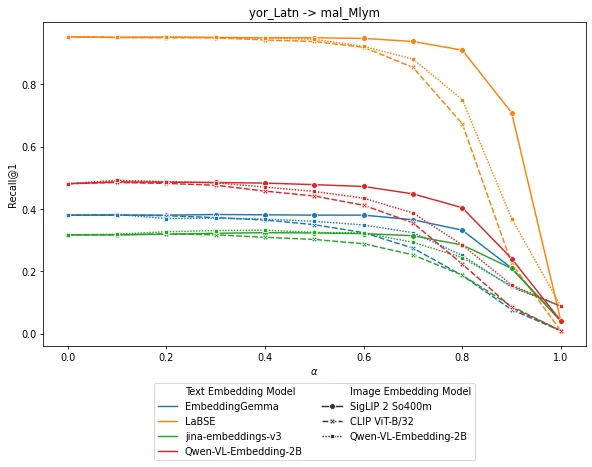 yor_Latn -> mal_Mlym
Recall@1
0.8
0.6
0.4
0.2
0.0
0.0 0.2 0.4 0.6 0.8 1.0
α
Text Embedding Model
EmbeddingGemma
LaBSE
jina-embeddings-v3
Qwen-VL-Embedding-2B
Image Embedding Model
SigLIP 2 So400m
CLIP ViT-B/32
Qwen-VL-Embedding-2B